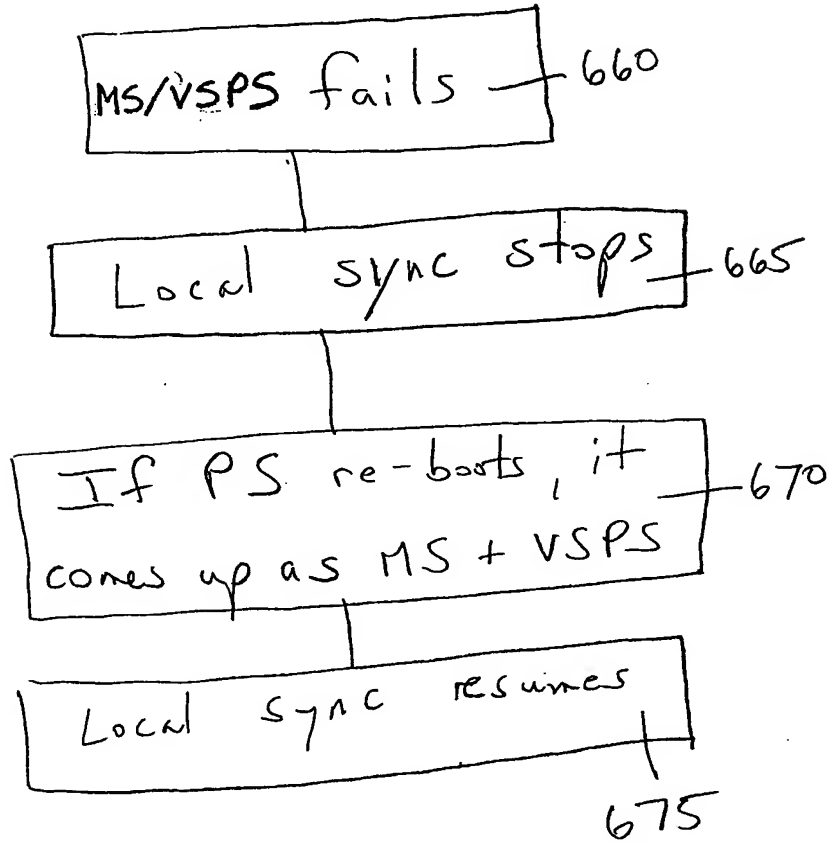 MS/VSPS fails 660
Local sync stops 665
If PS re-boots, it 670
comes up as MS + VSPS
Local sync resumes
675